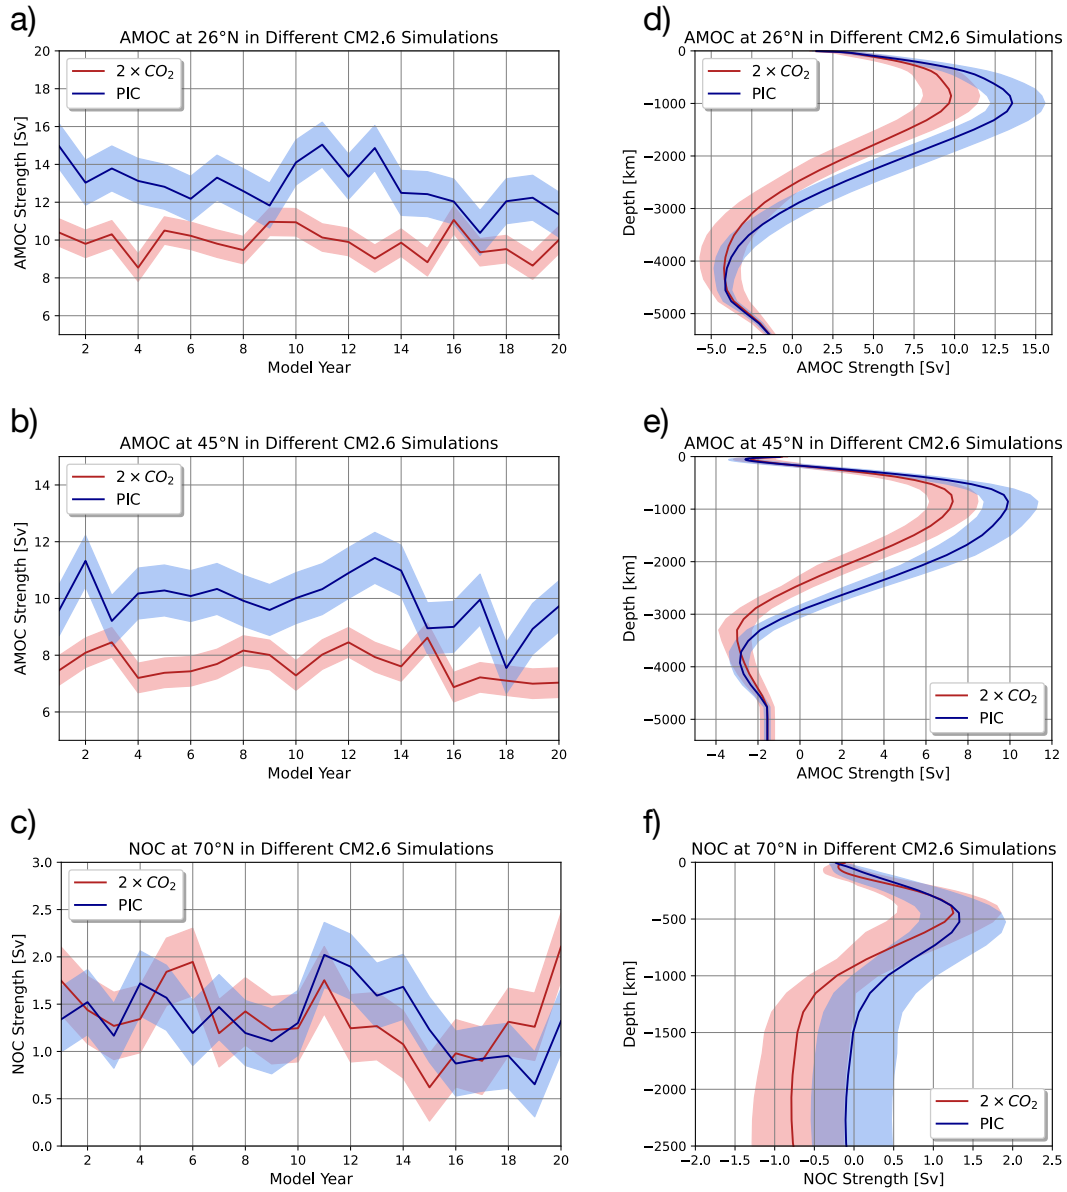 a)
AMOC at 26°N in Different CM2.6 Simulations
20
18
16
14
12
10
8
6
AMOC Strength [Sv]
2 × CO₂
PIC
2 4 6 8 10 12 14 16 18 20
Model Year
d)
AMOC at 26°N in Different CM2.6 Simulations
0
−1000
−2000
−3000
−4000
−5000
Depth [km]
2 × CO₂
PIC
−5.0 −2.5 0.0 2.5 5.0 7.5 10.0 12.5 15.0
AMOC Strength [Sv]
b)
AMOC at 45°N in Different CM2.6 Simulations
14
12
10
8
6
AMOC Strength [Sv]
2 × CO₂
PIC
2 4 6 8 10 12 14 16 18 20
Model Year
e)
AMOC at 45°N in Different CM2.6 Simulations
0
−1000
−2000
−3000
−4000
−5000
Depth [km]
2 × CO₂
PIC
−4 −2 0 2 4 6 8 10 12
AMOC Strength [Sv]
c)
NOC at 70°N in Different CM2.6 Simulations
3.0
2.5
2.0
1.5
1.0
0.5
0.0
NOC Strength [Sv]
2 × CO₂
PIC
2 4 6 8 10 12 14 16 18 20
Model Year
f)
NOC at 70°N in Different CM2.6 Simulations
0
−500
−1000
−1500
−2000
−2500
Depth [km]
2 × CO₂
PIC
−2.0 −1.5 −1.0 −0.5 0.0 0.5 1.0 1.5 2.0 2.5
NOC Strength [Sv]